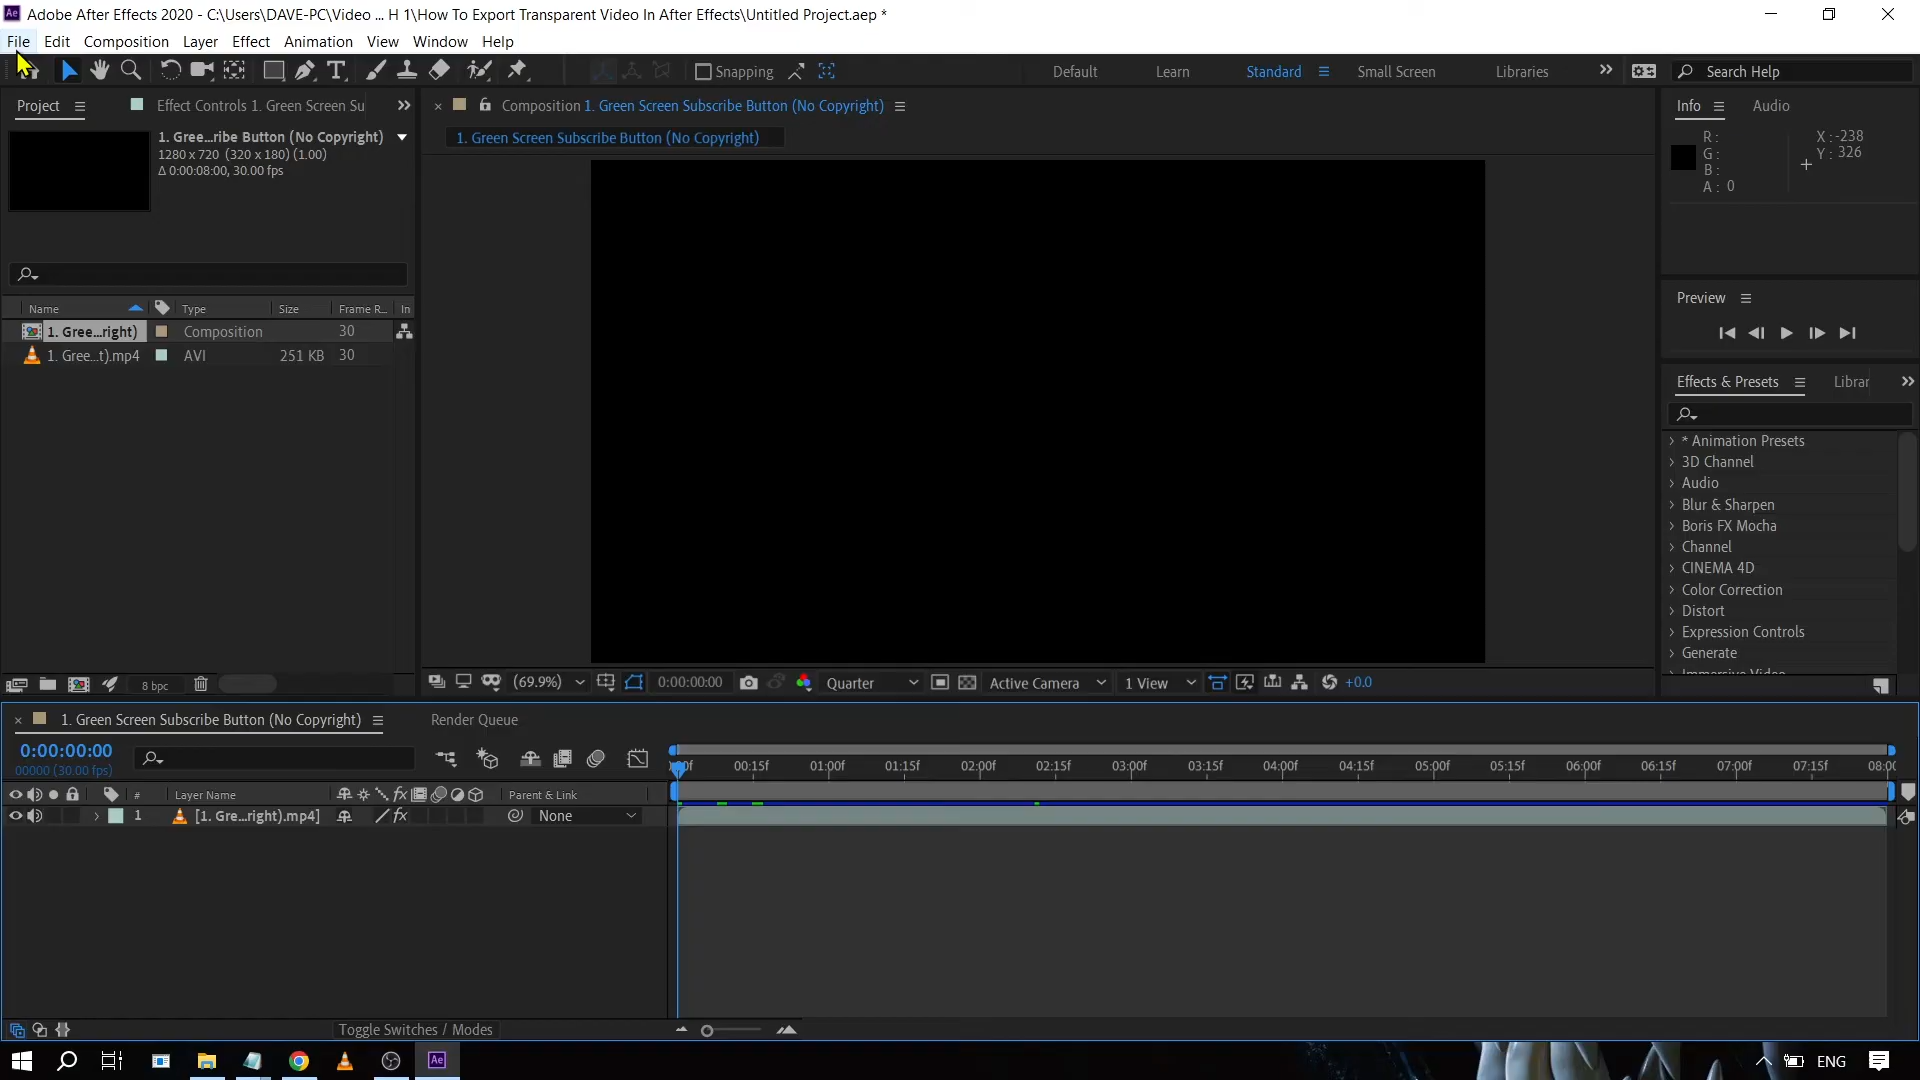 Adobe After Effects 2020 - C:\Users\DAVE-PC\Video ... H 1\How To Export Transparent Video In After Effects\Untitled Project.aep *
File Edit Composition Layer Effect Animation View Window Help
Snapping Default Learn Standard Small Screen Libraries Search Help
Project Effect Controls 1. Green Screen Su
Composition 1. Green Screen Subscribe Button (No Copyright)
Info Audio
1. Gree...ribe Button (No Copyright)
1280 x 720 (320 x 180) (1.00)
Δ 0:00:08:00, 30.00 fps
1. Green Screen Subscribe Button (No Copyright)
R :
G :
B :
A : 0
X : -238
Y : 326
Preview
Name Type Size Frame R... In
1. Gree...right) Composition 30
1. Gree...t).mp4 AVI 251 KB 30
Effects & Presets Librar
* Animation Presets
3D Channel
Audio
Blur & Sharpen
Boris FX Mocha
Channel
CINEMA 4D
Color Correction
Distort
Expression Controls
Generate
8 bpc
(69.9%) 0:00:00:00 Quarter Active Camera 1 View +0.0
1. Green Screen Subscribe Button (No Copyright) Render Queue
0:00:00:00
00000 (30.00 fps)
00:15f 01:00f 01:15f 02:00f 02:15f 03:00f 03:15f 04:00f 04:15f 05:00f 05:15f 06:00f 06:15f 07:00f 07:15f
# Layer Name fx Parent & Link
1 [1. Gre...right).mp4] fx None
Toggle Switches / Modes
Ae ENG